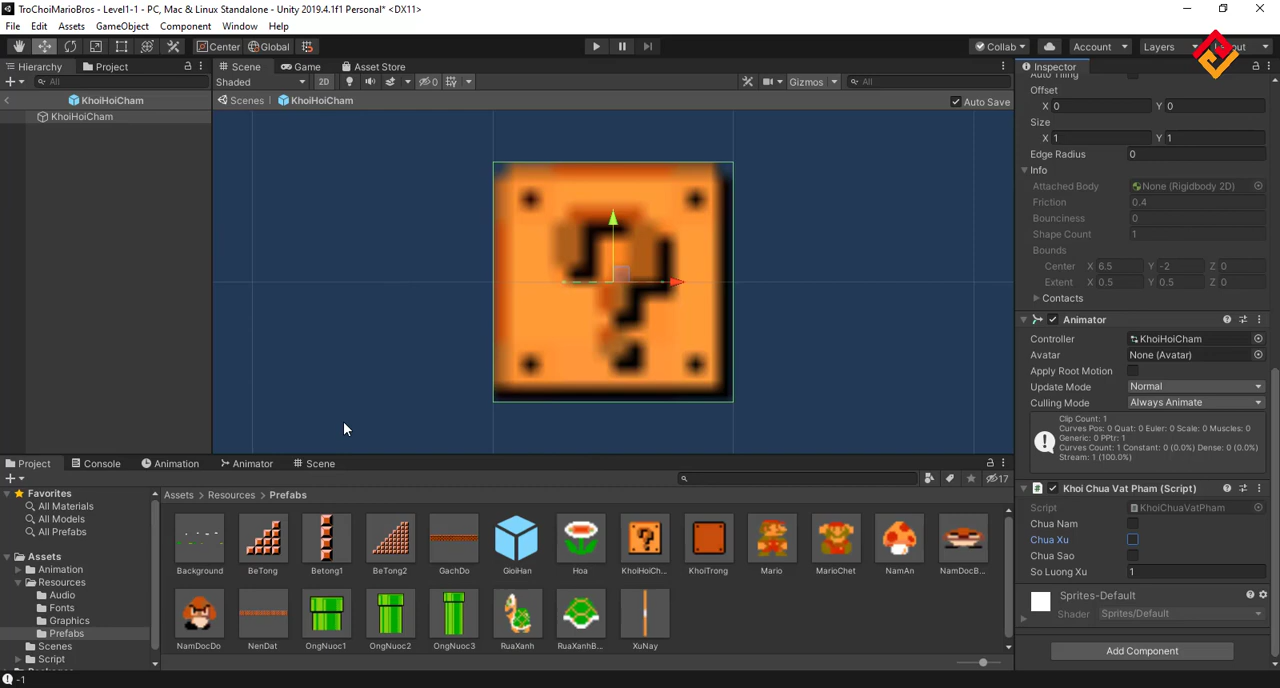 TroChoiMarioBros - Level1-1 - PC, Mac & Linux Standalone - Unity 2019.4.1f1 Personal* <DX11>
File Edit Assets GameObject Component Window Help
Center Global Collab Account Layers
Hierarchy Project Scene Game Asset Store Inspector
All Shaded 2D 0 Gizmos All
KhoiHoiCham Scenes KhoiHoiCham Auto Save
KhoiHoiCham
Auto Tiling
Offset
X 0 Y 0
Size
X 1 Y 1
Edge Radius 0
Info
Attached Body None (Rigidbody 2D)
Friction 0.4
Bounciness 0
Shape Count 1
Bounds
Center X 6.5 Y -2 Z 0
Extent X 0.5 Y 0.5 Z 0
Contacts
Animator
Controller KhoiHoiCham
Avatar None (Avatar)
Apply Root Motion
Update Mode Normal
Culling Mode Always Animate
Clip Count: 1
Curves Pos: 0 Quat: 0 Euler: 0 Scale: 0 Muscles: 0
Generic: 0 PPtr: 1
Curves Count: 1 Constant: 0 (0.0%) Dense: 0 (0.0%)
Stream: 1 (100.0%)
Khoi Chua Vat Pham (Script)
Script KhoiChuaVatPham
Chua Nam
Chua Xu
Chua Sao
So Luong Xu 1
Sprites-Default
Shader Sprites/Default
Add Component
Project Console Animation Animator Scene
17
Favorites
All Materials
All Models
All Prefabs
Assets
Animation
Resources
Audio
Fonts
Graphics
Prefabs
Scenes
Script
Assets > Resources > Prefabs
Background BeTong Betong1 BeTong2 GachDo GioiHan Hoa KhoiHoiCh... KhoiTrong Mario MarioChet NamAn NamDocB...
NamDocDo NenDat OngNuoc1 OngNuoc2 OngNuoc3 RuaXanh RuaXanhB... XuNay
-1